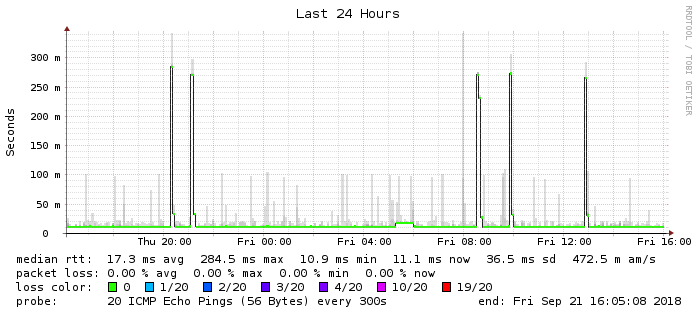 Last 24 Hours
RRDTOOL / TOBI OETIKER
Seconds
300 m
250 m
200 m
150 m
100 m
50 m
0
Thu 20:00 Fri 00:00 Fri 04:00 Fri 08:00 Fri 12:00 Fri 16:00
median rtt: 17.3 ms avg 284.5 ms max 10.9 ms min 11.1 ms now 36.5 ms sd 472.5 m am/s
packet loss: 0.00 % avg 0.00 % max 0.00 % min 0.00 % now
loss color: 0 1/20 2/20 3/20 4/20 10/20 19/20
probe: 20 ICMP Echo Pings (56 Bytes) every 300s end: Fri Sep 21 16:05:08 2018